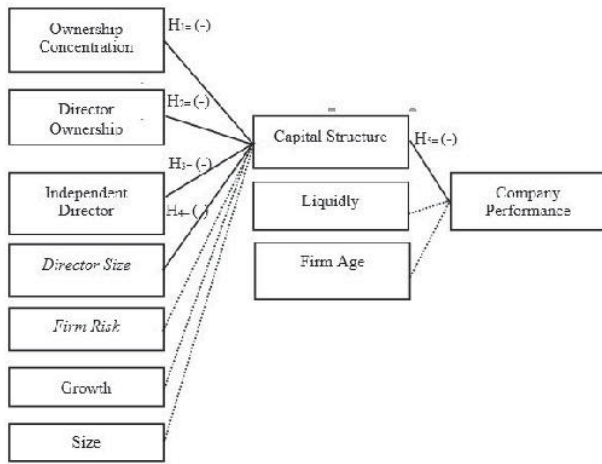 Ownership
Concentration
H1=(-)
Director
Ownership
H2=(-)
Capital Structure
H5=(-)
Independent
Director
H3=(-)
H4=(-)
Liquidly
Company
Performance
Director Size
Firm Age
Firm Risk
Growth
Size